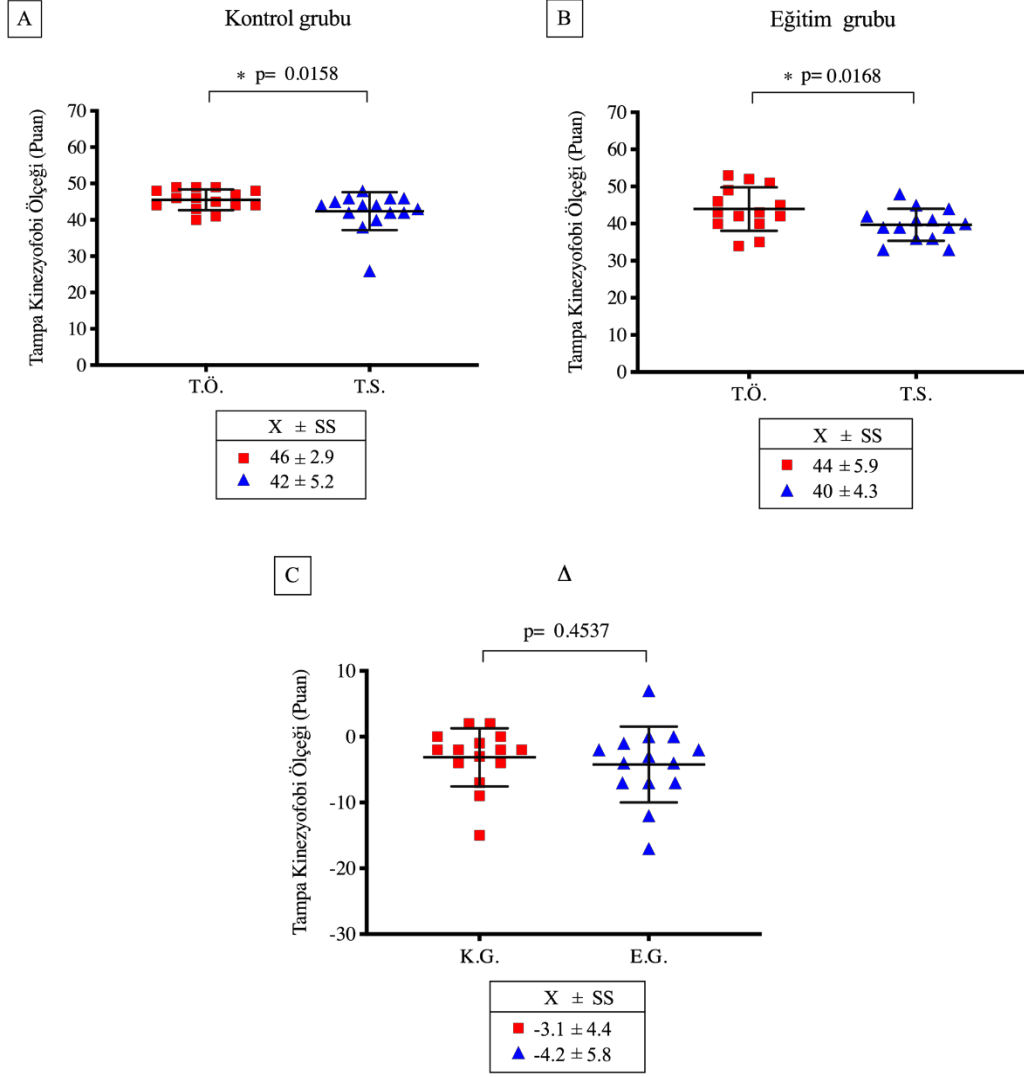 A
Kontrol grubu
* p= 0.0158
Tampa Kinezyofobi Ölçeği (Puan)
70
60
50
40
30
20
10
0
T.Ö.
T.S.
X ± SS
46 ± 2.9
42 ± 5.2
B
Eğitim grubu
* p= 0.0168
Tampa Kinezyofobi Ölçeği (Puan)
70
60
50
40
30
20
10
0
T.Ö.
T.S.
X ± SS
44 ± 5.9
40 ± 4.3
C
Δ
p= 0.4537
Tampa Kinezyofobi Ölçeği (Puan)
10
0
-10
-20
-30
K.G.
E.G.
X ± SS
-3.1 ± 4.4
-4.2 ± 5.8